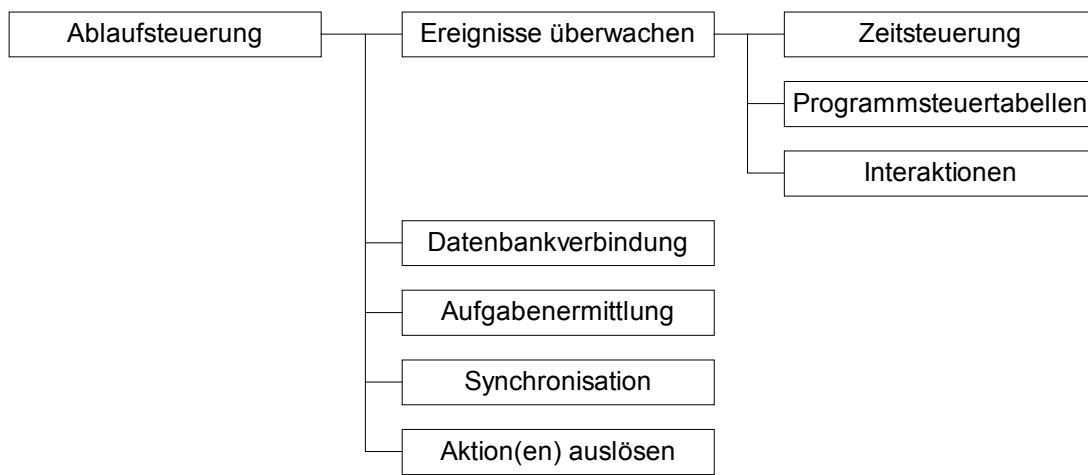 Ablaufsteuerung
Ereignisse überwachen
Zeitsteuerung
Programmsteuertabellen
Interaktionen
Datenbankverbindung
Aufgabenermittlung
Synchronisation
Aktion(en) auslösen